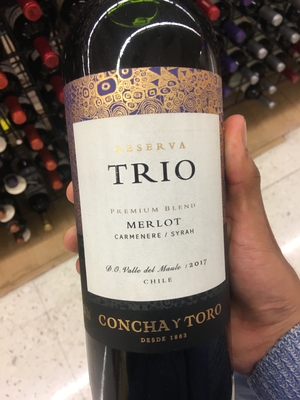 RESERVA
TRIO
PREMIUM BLEND
MERLOT
CARMENERE / SYRAH
D.O. Valle del Maule / 2017
CHILE
CONCHA Y TORO
DESDE 1883